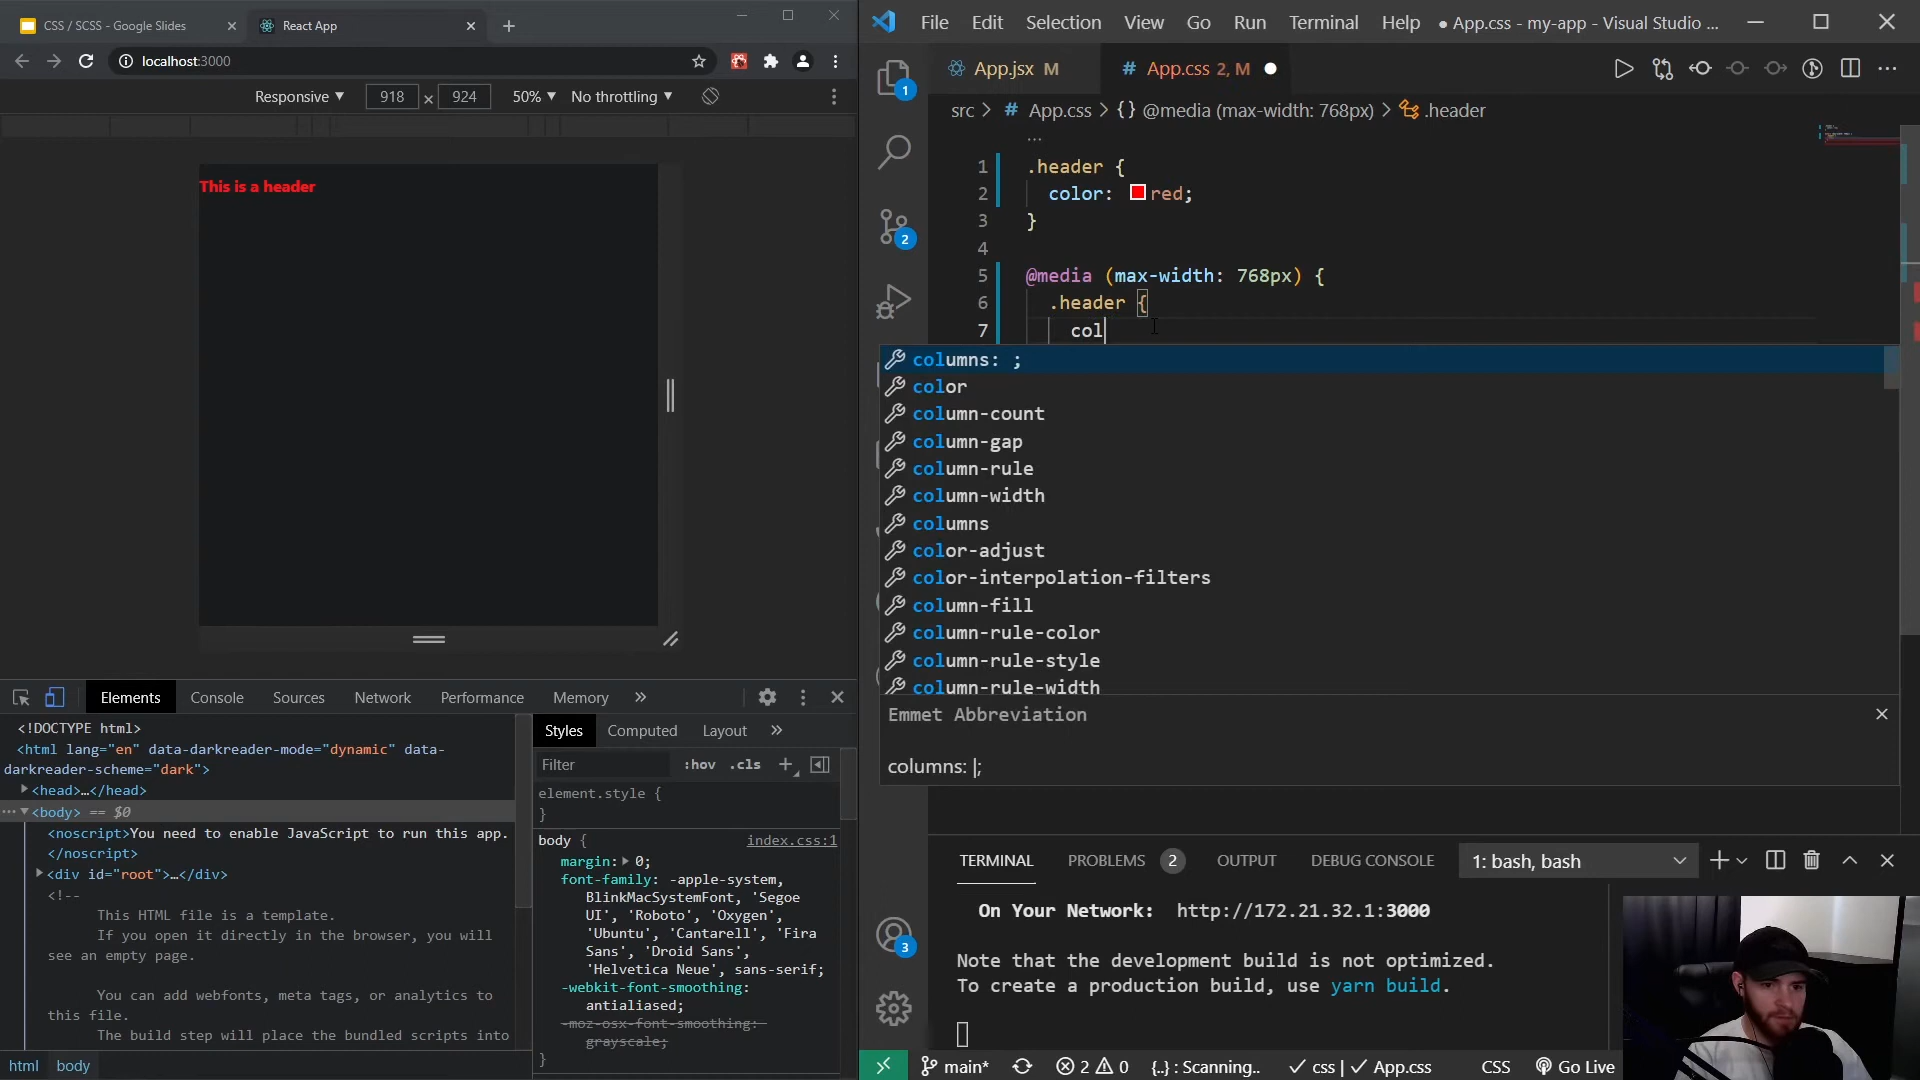 CSS / SCSS - Google Slides
React App
localhost:3000
Responsive
918
924
50%
No throttling
This is a header
Elements
Console
Sources
Network
Performance
Memory
<!DOCTYPE html>
<html lang="en" data-darkreader-mode="dynamic" data-
darkreader-scheme="dark">
<head>…</head>
<body> == $0
<noscript>You need to enable JavaScript to run this app.
</noscript>
<div id="root">…</div>
<!--
This HTML file is a template.
If you open it directly in the browser, you will
see an empty page.
You can add webfonts, meta tags, or analytics to
this file.
The build step will place the bundled scripts into
html
body
Styles
Computed
Layout
Filter
:hov
.cls
element.style {
}
body {
index.css:1
margin: 0;
font-family: -apple-system,
BlinkMacSystemFont, 'Segoe
UI', 'Roboto', 'Oxygen',
'Ubuntu', 'Cantarell', 'Fira
Sans', 'Droid Sans',
'Helvetica Neue', sans-serif;
-webkit-font-smoothing:
antialiased;
-moz-osx-font-smoothing:
grayscale;
}
File Edit Selection View Go Run Terminal Help
● App.css - my-app - Visual Studio ...
App.jsx M
# App.css 2, M
src > # App.css > {} @media (max-width: 768px) > .header
...
1 .header {
2 color: red;
3 }
4
5 @media (max-width: 768px) {
6 .header {
7 col
columns: ;
color
column-count
column-gap
column-rule
column-width
columns
color-adjust
color-interpolation-filters
column-fill
column-rule-color
column-rule-style
column-rule-width
Emmet Abbreviation
columns: |;
1
2
3
TERMINAL
PROBLEMS 2
OUTPUT
DEBUG CONSOLE
1: bash, bash
On Your Network: http://172.21.32.1:3000
Note that the development build is not optimized.
To create a production build, use yarn build.
main*
2
0
{..} : Scanning..
css | App.css
CSS
Go Live